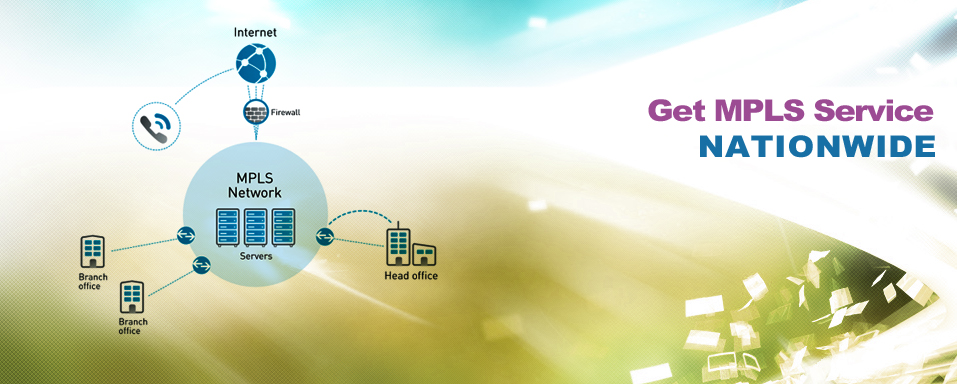 Internet
Firewall
Get MPLS Service
NATIONWIDE
MPLS
Network
Servers
Branch
office
Head office
Branch
office